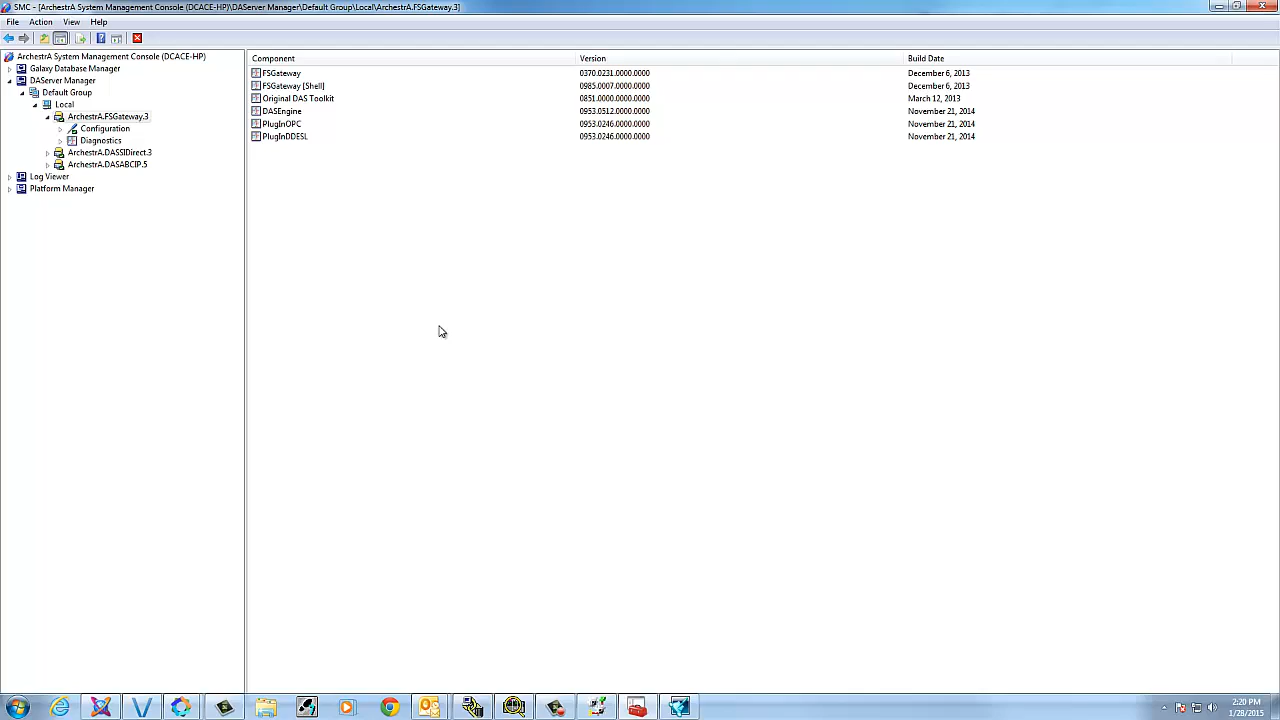 SMC - [ArchestrA System Management Console (DCACE-HP)\DAServer Manager\Default Group\Local\ArchestrA.FSGateway.3]
File Action View Help
ArchestrA System Management Console (DCACE-HP)
Galaxy Database Manager
DAServer Manager
Default Group
Local
ArchestrA.FSGateway.3
Configuration
Diagnostics
ArchestrA.DASSIDirect.3
ArchestrA.DASABCIP.5
Log Viewer
Platform Manager
Component Version Build Date
FSGateway 0370.0231.0000.0000 December 6, 2013
FSGateway [Shell] 0985.0007.0000.0000 December 6, 2013
Original DAS Toolkit 0851.0000.0000.0000 March 12, 2013
DASEngine 0953.0512.0000.0000 November 21, 2014
PlugInOPC 0953.0246.0000.0000 November 21, 2014
PlugInDDESL 0953.0246.0000.0000 November 21, 2014
2:20 PM
1/28/2015